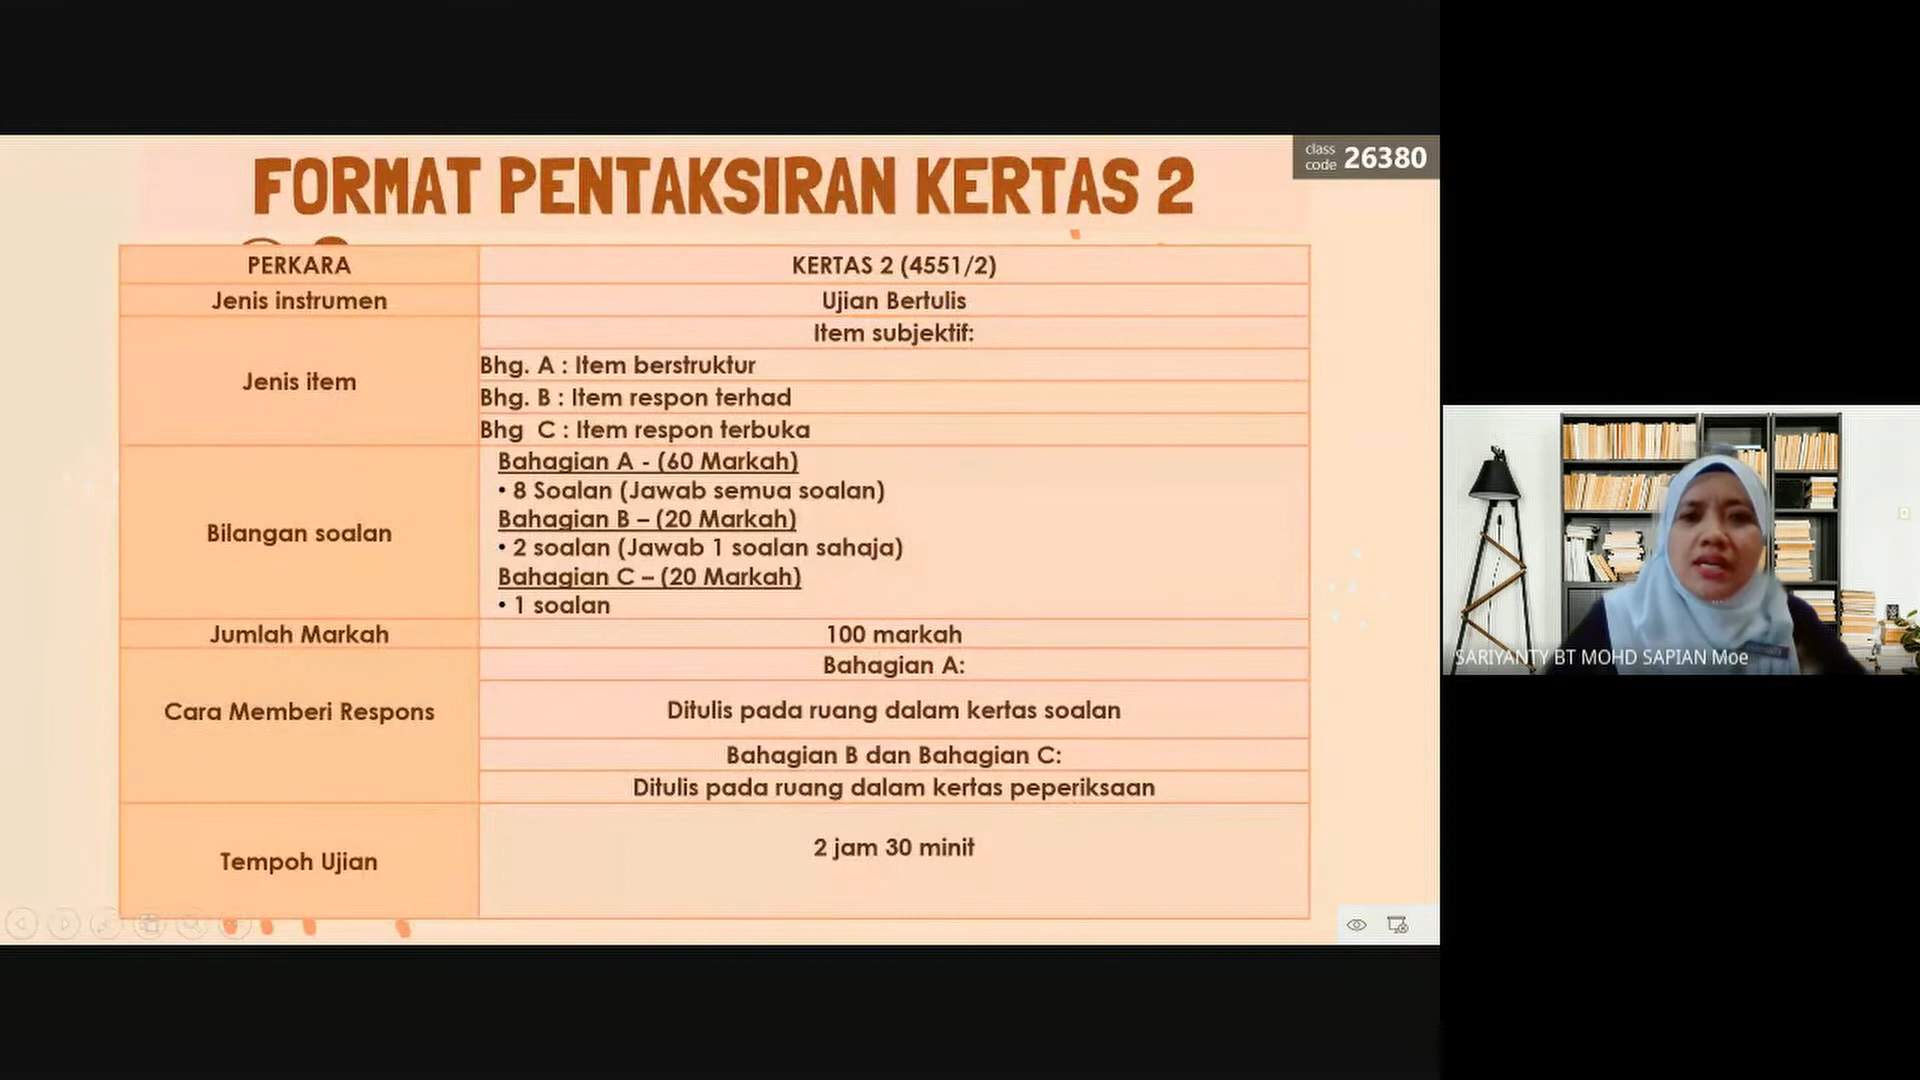 FORMAT PENTAKSIRAN KERTAS 2
class code 26380
PERKARA
KERTAS 2 (4551/2)
Jenis instrumen
Ujian Bertulis
Jenis item
Item subjektif:
Bhg. A : Item berstruktur
Bhg. B : Item respon terhad
Bhg C : Item respon terbuka
Bilangan soalan
Bahagian A - (60 Markah)
• 8 Soalan (Jawab semua soalan)
Bahagian B – (20 Markah)
• 2 soalan (Jawab 1 soalan sahaja)
Bahagian C – (20 Markah)
• 1 soalan
Jumlah Markah
100 markah
Cara Memberi Respons
Bahagian A:
Ditulis pada ruang dalam kertas soalan
Bahagian B dan Bahagian C:
Ditulis pada ruang dalam kertas peperiksaan
Tempoh Ujian
2 jam 30 minit
SARIYANTY BT MOHD SAPIAN Moe